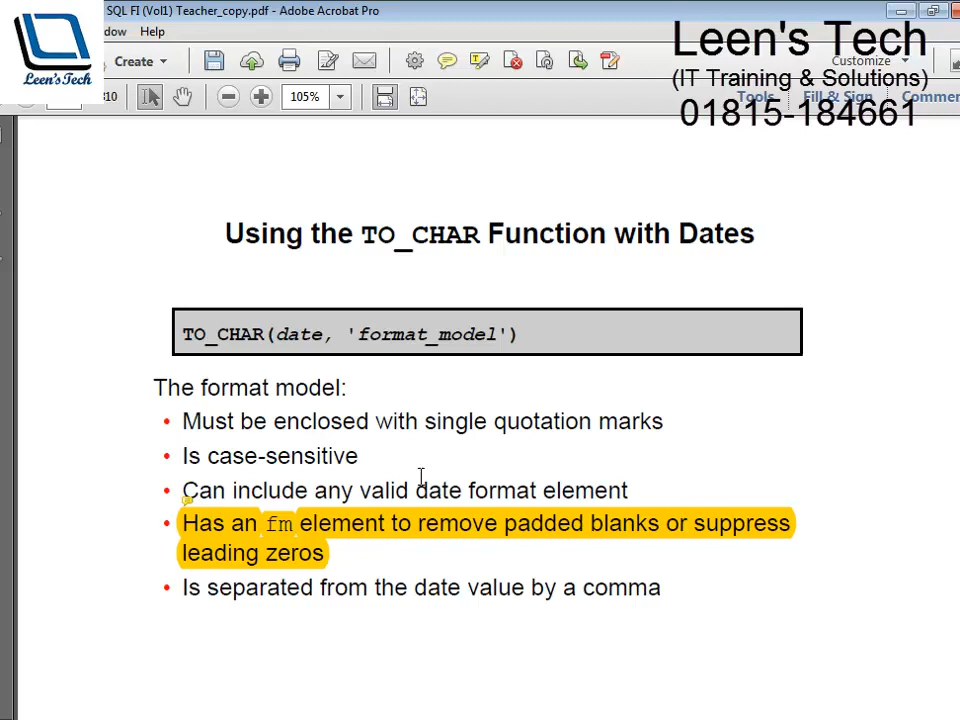 SQL FI (Vol1) Teacher_copy.pdf - Adobe Acrobat Pro
dow Help
Leen's Tech
Create
Customize
Leen's Tech
(IT Training & Solutions)
01815-184661
10
105%
Tools
Fill & Sign
Comme
Using the TO_CHAR Function with Dates
TO_CHAR(date, 'format_model')
The format model:
• Must be enclosed with single quotation marks
• Is case-sensitive
• Can include any valid date format element
• Has an fm element to remove padded blanks or suppress
leading zeros
• Is separated from the date value by a comma